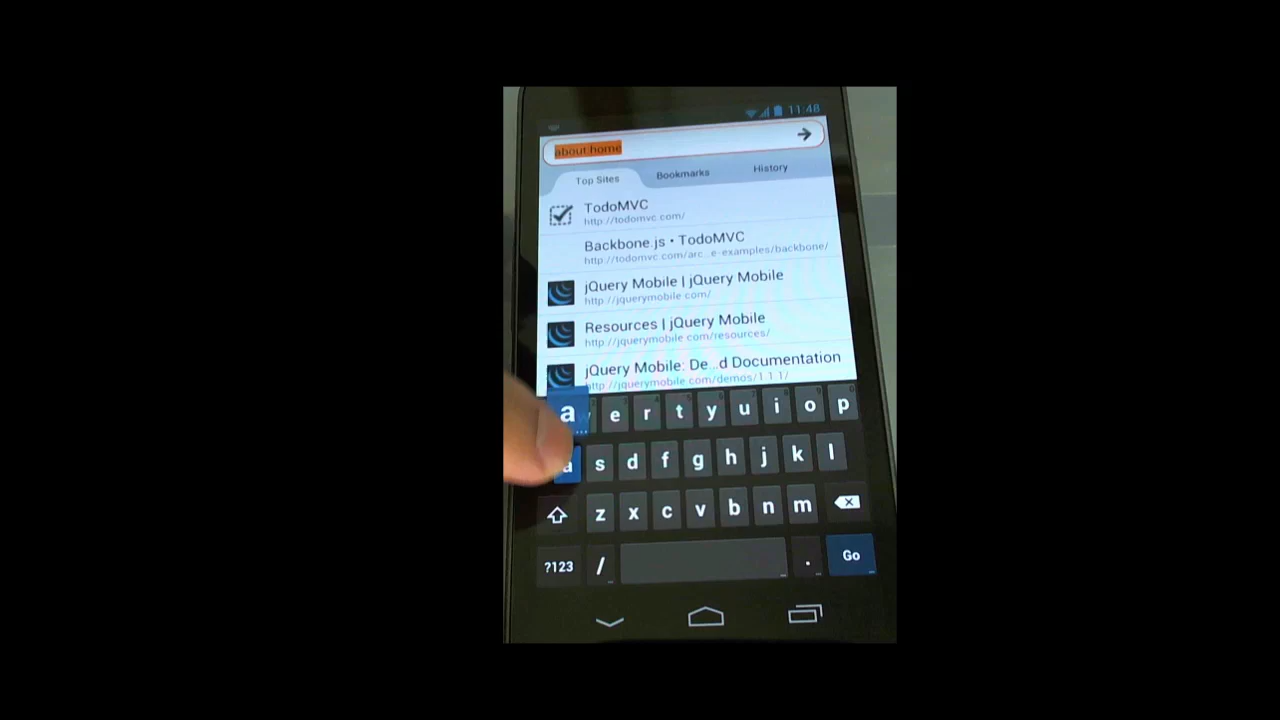 11:48
about:home
Top Sites Bookmarks History
TodoMVC
http://todomvc.com/
Backbone.js • TodoMVC
http://todomvc.com/arc...e-examples/backbone/
jQuery Mobile | jQuery Mobile
http://jquerymobile.com/
Resources | jQuery Mobile
http://jquerymobile.com/resources/
jQuery Mobile: De...d Documentation
http://jquerymobile.com/demos/1.1.1/
a e r t y u i o p
a s d f g h j k l
z x c v b n m
?123 / . Go